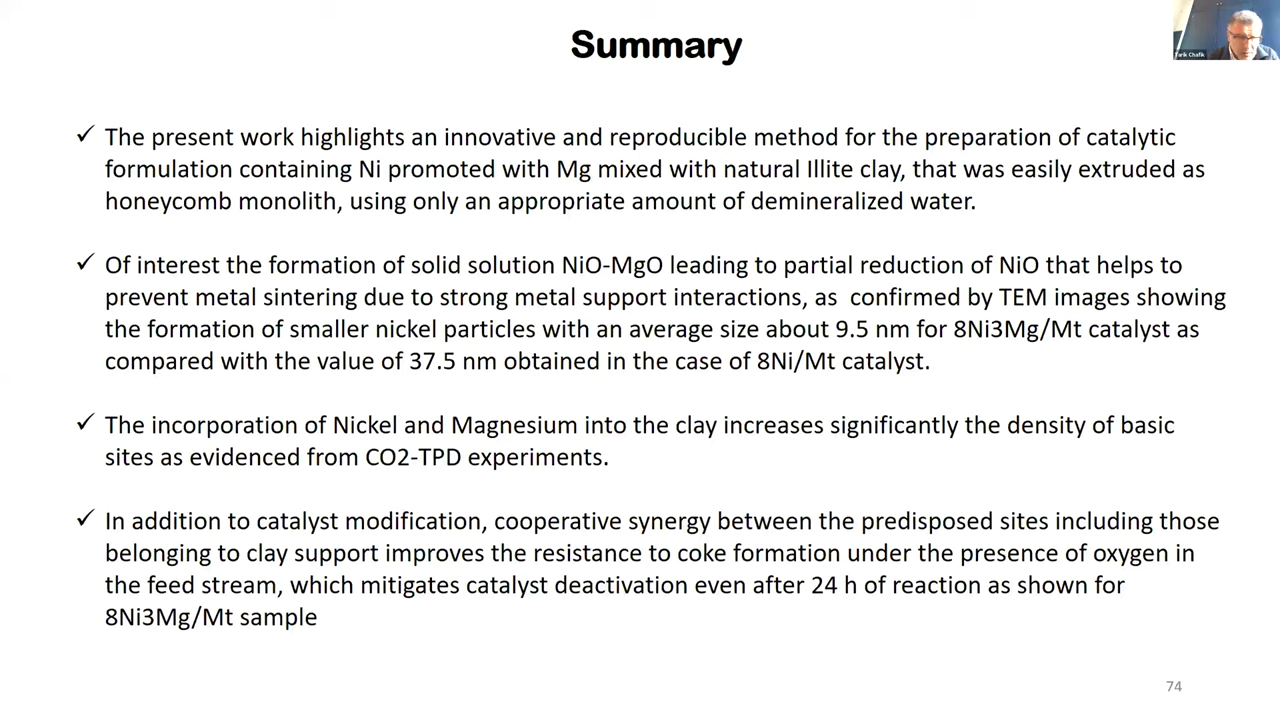 Summary
Tarik Chafik
✓ The present work highlights an innovative and reproducible method for the preparation of catalytic
formulation containing Ni promoted with Mg mixed with natural Illite clay, that was easily extruded as
honeycomb monolith, using only an appropriate amount of demineralized water.
✓ Of interest the formation of solid solution NiO-MgO leading to partial reduction of NiO that helps to
prevent metal sintering due to strong metal support interactions, as confirmed by TEM images showing
the formation of smaller nickel particles with an average size about 9.5 nm for 8Ni3Mg/Mt catalyst as
compared with the value of 37.5 nm obtained in the case of 8Ni/Mt catalyst.
✓ The incorporation of Nickel and Magnesium into the clay increases significantly the density of basic
sites as evidenced from CO2-TPD experiments.
✓ In addition to catalyst modification, cooperative synergy between the predisposed sites including those
belonging to clay support improves the resistance to coke formation under the presence of oxygen in
the feed stream, which mitigates catalyst deactivation even after 24 h of reaction as shown for
8Ni3Mg/Mt sample
74